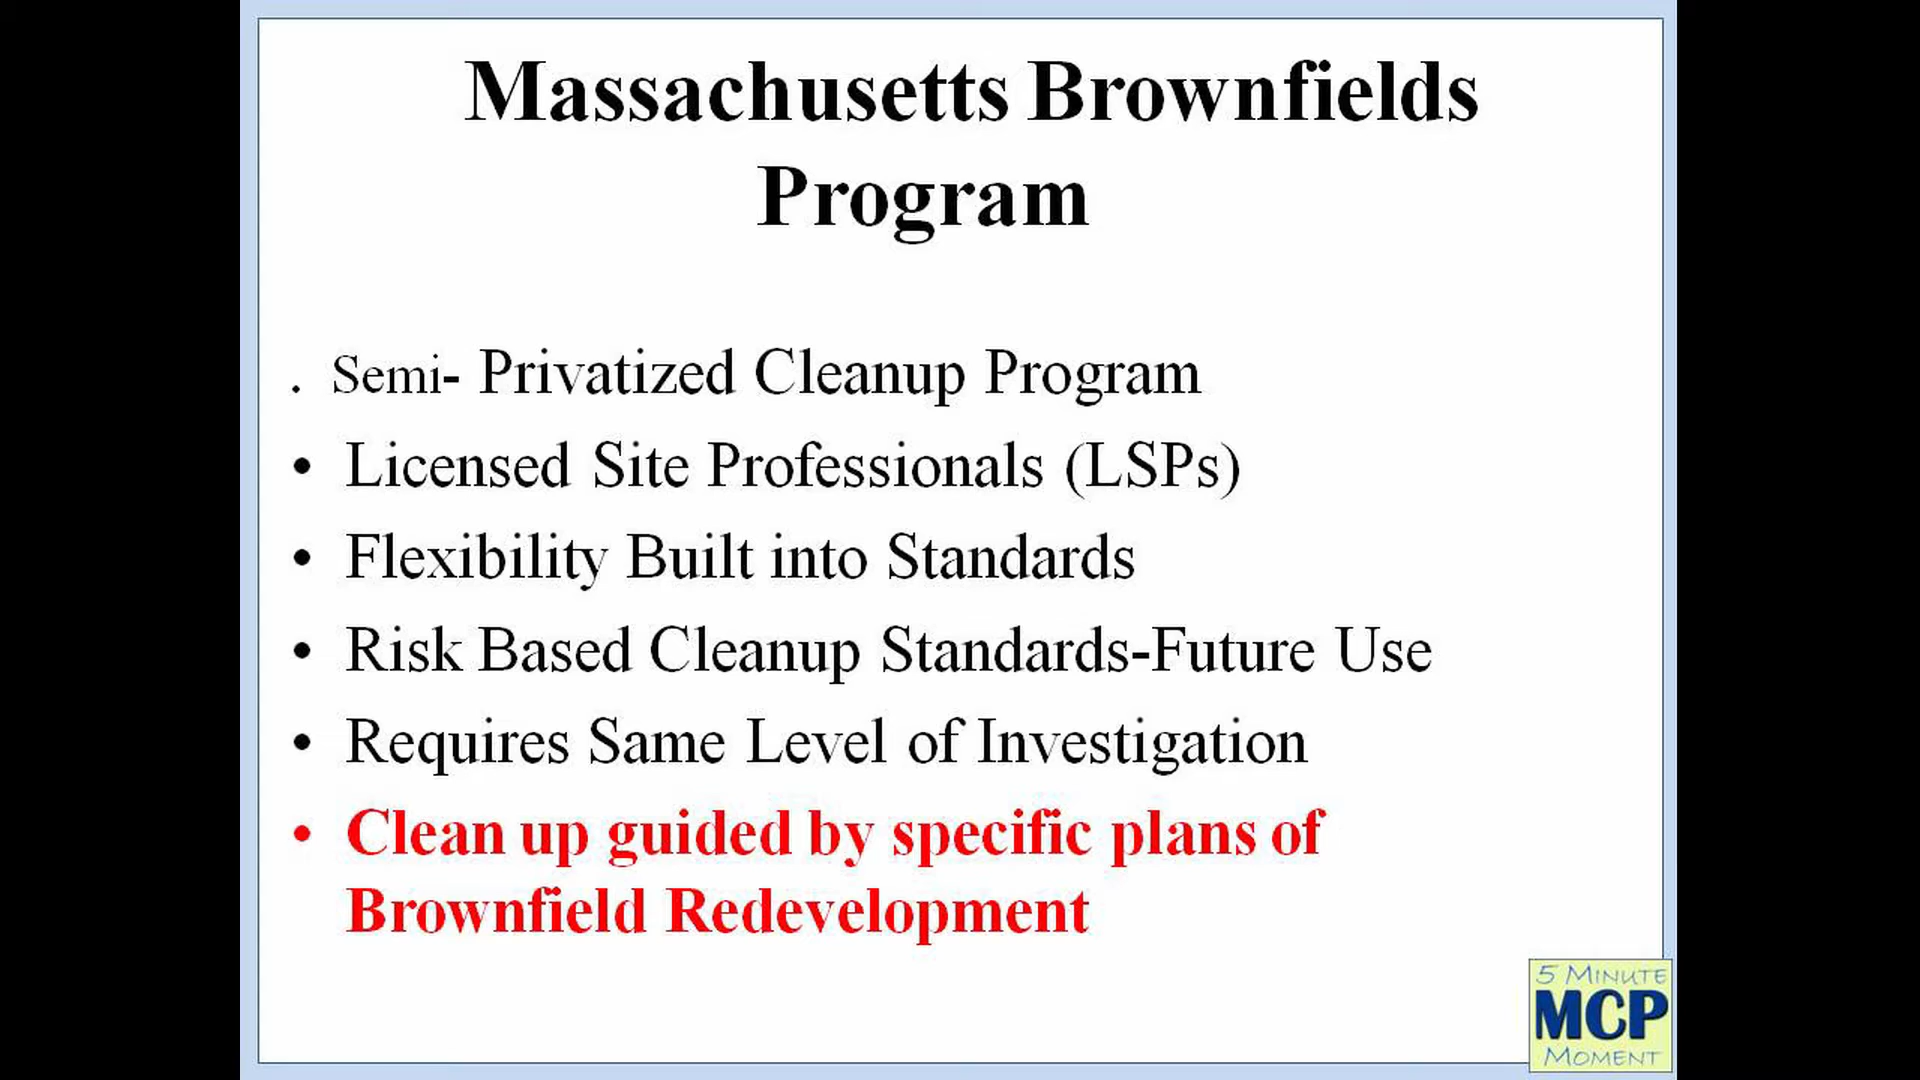 Massachusetts Brownfields
Program
. Semi- Privatized Cleanup Program
• Licensed Site Professionals (LSPs)
• Flexibility Built into Standards
• Risk Based Cleanup Standards-Future Use
• Requires Same Level of Investigation
• Clean up guided by specific plans of
Brownfield Redevelopment
5 MINUTE
MCP
MOMENT